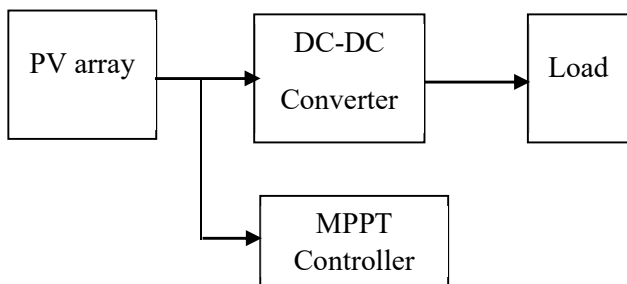 PV array
DC-DC
Converter
Load
MPPT
Controller